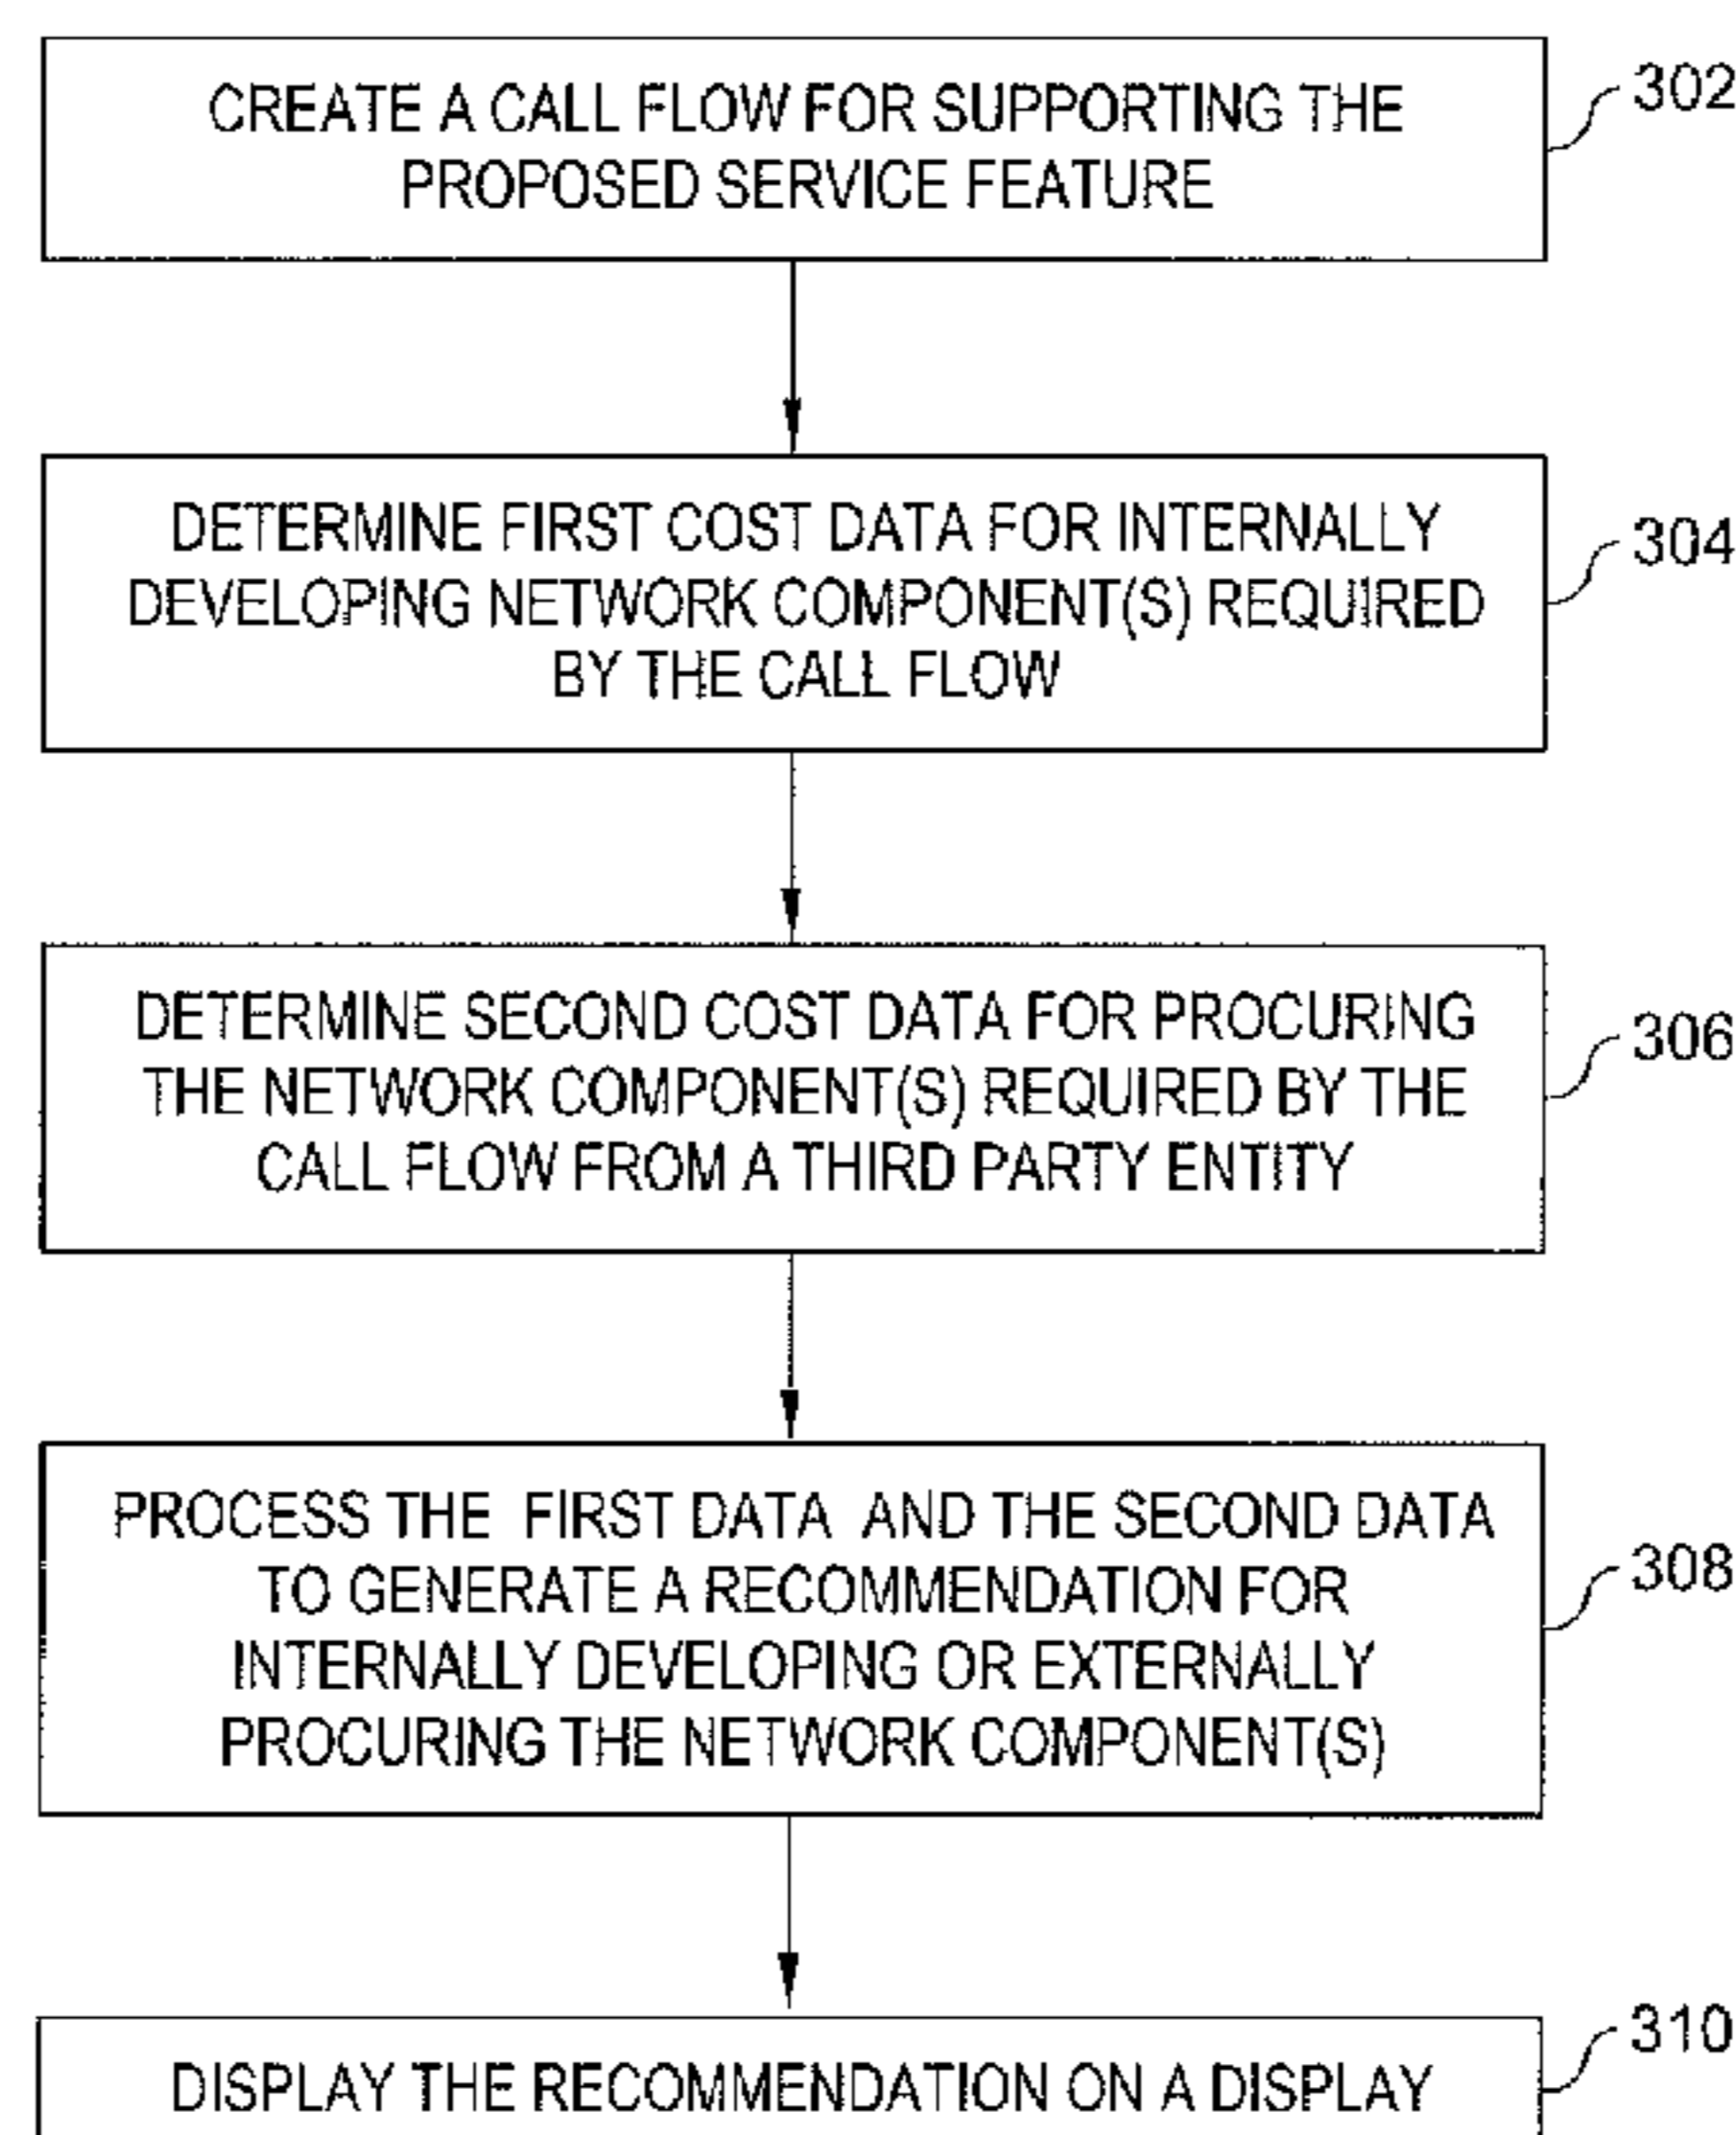 CREATE A CALL FLOW FOR SUPPORTING THE
PROPOSED SERVICE FEATURE
302
DETERMINE FIRST COST DATA FOR INTERNALLY
DEVELOPING NETWORK COMPONENT(S) REQUIRED
BY THE CALL FLOW
304
DETERMINE SECOND COST DATA FOR PROCURING
THE NETWORK COMPONENT(S) REQUIRED BY THE
CALL FLOW FROM A THIRD PARTY ENTITY
306
PROCESS THE FIRST DATA AND THE SECOND DATA
TO GENERATE A RECOMMENDATION FOR
INTERNALLY DEVELOPING OR EXTERNALLY
PROCURING THE NETWORK COMPONENT(S)
308
DISPLAY THE RECOMMENDATION ON A DISPLAY
310